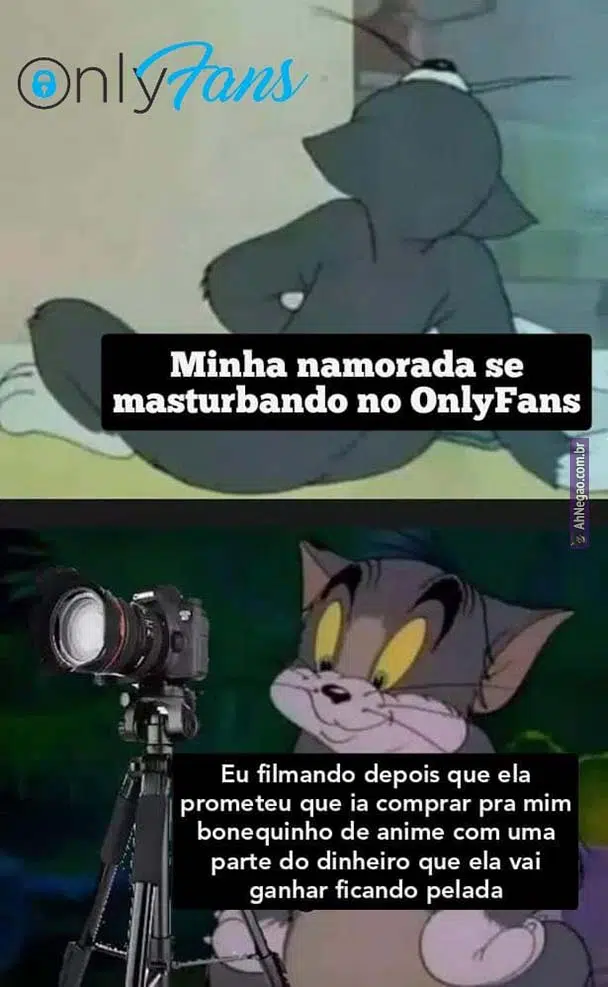 OnlyFans
Minha namorada se
masturbando no OnlyFans
AhNegao.com.br
Eu filmando depois que ela
prometeu que ia comprar pra mim
bonequinho de anime com uma
parte do dinheiro que ela vai
ganhar ficando pelada